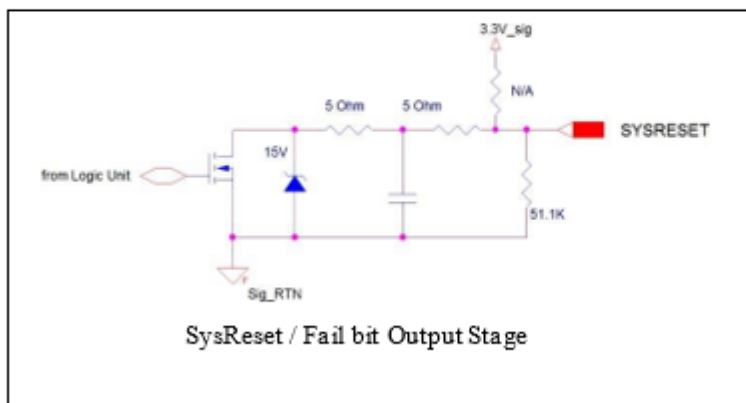 3.3V_sig
N/A
5 Ohm 5 Ohm
SYSRESET
15V
from Logic Unit
51.1K
Sig_RTN
SysReset / Fail bit Output Stage